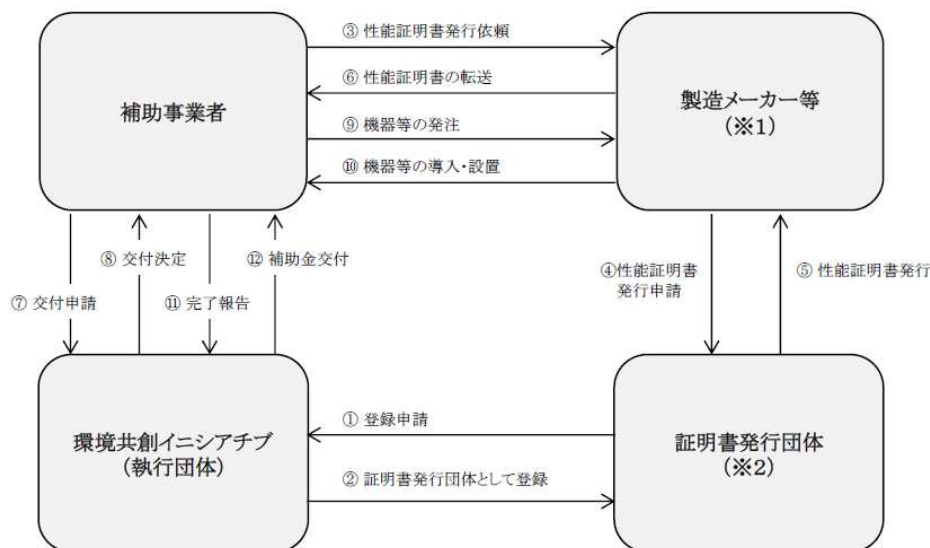 補助事業者
③ 性能証明書発行依頼
⑥ 性能証明書の転送
⑨ 機器等の発注
⑩ 機器等の導入・設置
製造メーカー等
(※1)
⑦ 交付申請
⑧ 交付決定
⑪ 完了報告
⑫ 補助金交付
④性能証明書
発行申請
⑤ 性能証明書発行
環境共創イニシアチブ
(執行団体)
① 登録申請
② 証明書発行団体として登録
証明書発行団体
(※2)